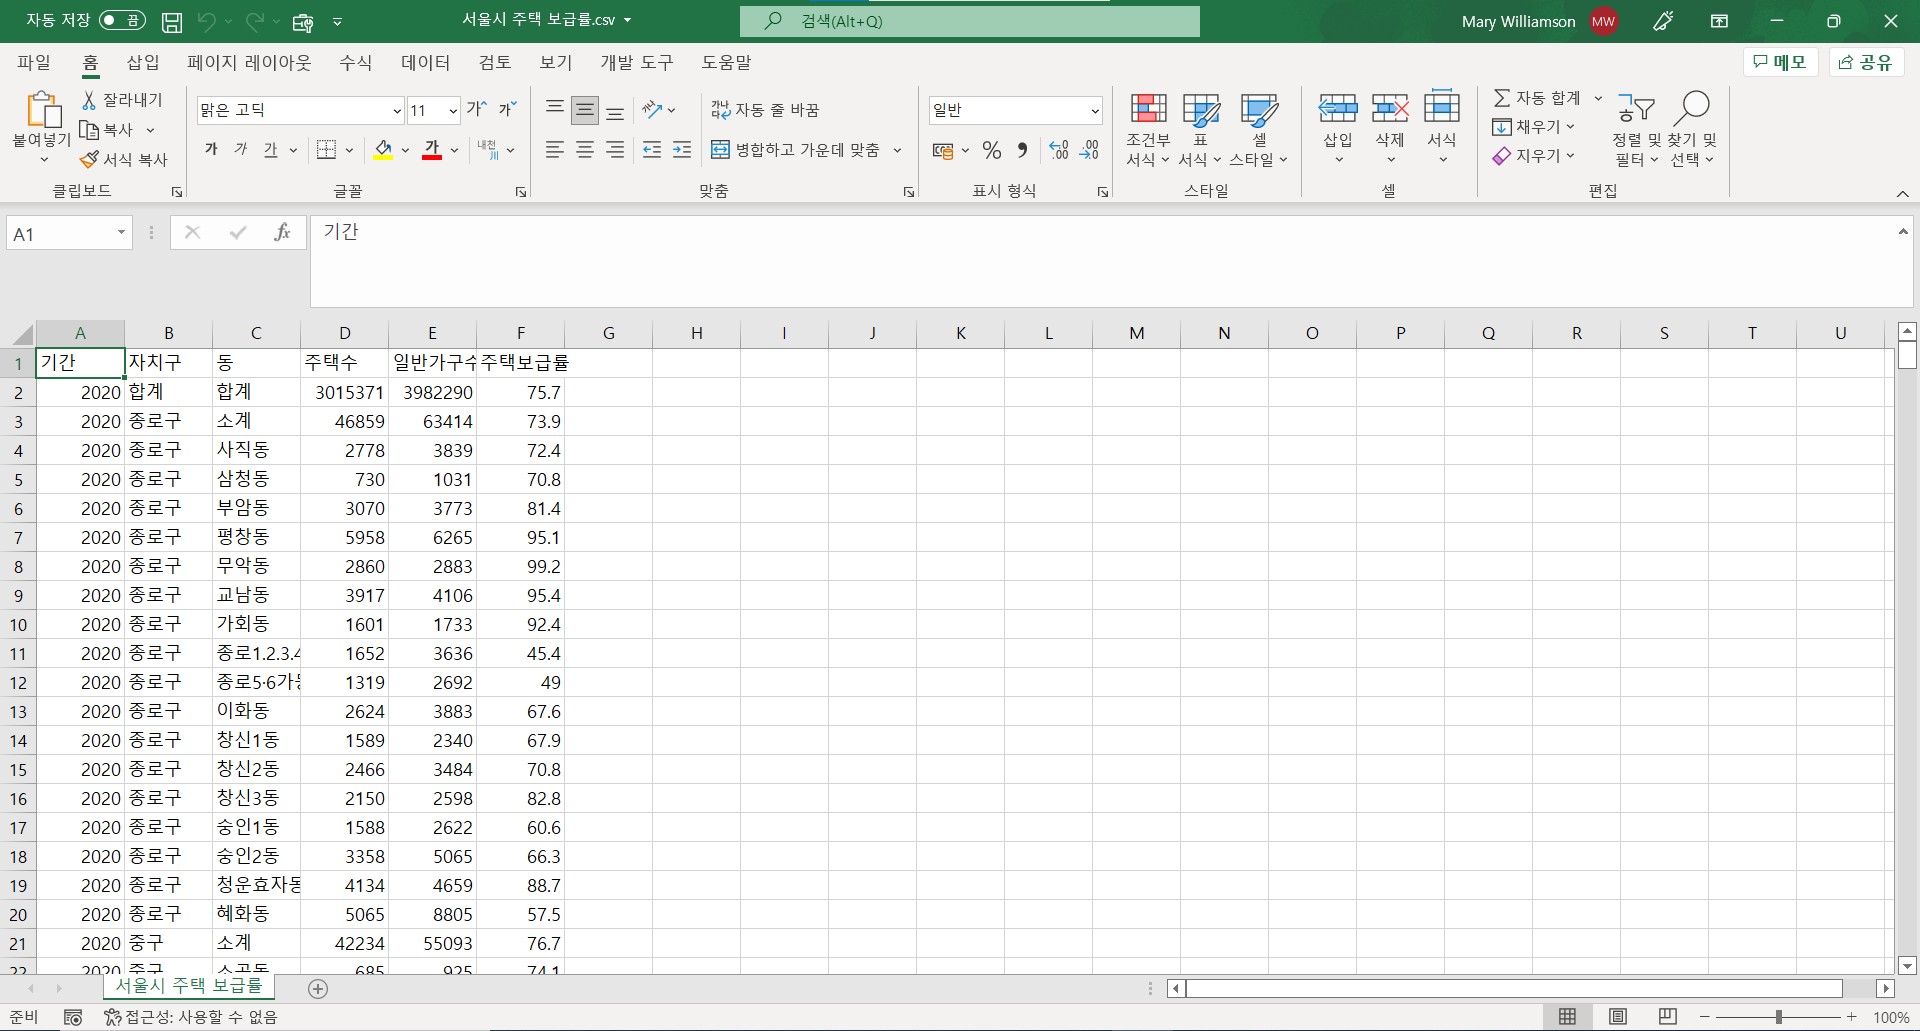 자동 저장 끔
서울시 주택 보급률.csv
검색(Alt+Q)
Mary Williamson MW
파일 홈 삽입 페이지 레이아웃 수식 데이터 검토 보기 개발 도구 도움말
메모 공유
붙여넣기
잘라내기
복사
서식 복사
클립보드
맑은 고딕 11 가 가
가 가 가 가 내천
글꼴
가나다라 자동 줄 바꿈
병합하고 가운데 맞춤
맞춤
일반
% , .00 .00
표시 형식
조건부 서식
표 서식
셀 스타일
스타일
삽입 삭제 서식
셀
자동 합계
채우기
지우기
정렬 및 필터
찾기 및 선택
편집
A1 fx 기간
A B C D E F G H I J K L M N O P Q R S T U
1 기간 자치구 동 주택수 일반가구수 주택보급률
2 2020 합계 합계 3015371 3982290 75.7
3 2020 종로구 소계 46859 63414 73.9
4 2020 종로구 사직동 2778 3839 72.4
5 2020 종로구 삼청동 730 1031 70.8
6 2020 종로구 부암동 3070 3773 81.4
7 2020 종로구 평창동 5958 6265 95.1
8 2020 종로구 무악동 2860 2883 99.2
9 2020 종로구 교남동 3917 4106 95.4
10 2020 종로구 가회동 1601 1733 92.4
11 2020 종로구 종로1.2.3.4 1652 3636 45.4
12 2020 종로구 종로5·6가동 1319 2692 49
13 2020 종로구 이화동 2624 3883 67.6
14 2020 종로구 창신1동 1589 2340 67.9
15 2020 종로구 창신2동 2466 3484 70.8
16 2020 종로구 창신3동 2150 2598 82.8
17 2020 종로구 숭인1동 1588 2622 60.6
18 2020 종로구 숭인2동 3358 5065 66.3
19 2020 종로구 청운효자동 4134 4659 88.7
20 2020 종로구 혜화동 5065 8805 57.5
21 2020 중구 소계 42234 55093 76.7
22 2020 중구 소공동 685 925 74.1
서울시 주택 보급률
준비 접근성: 사용할 수 없음 100%